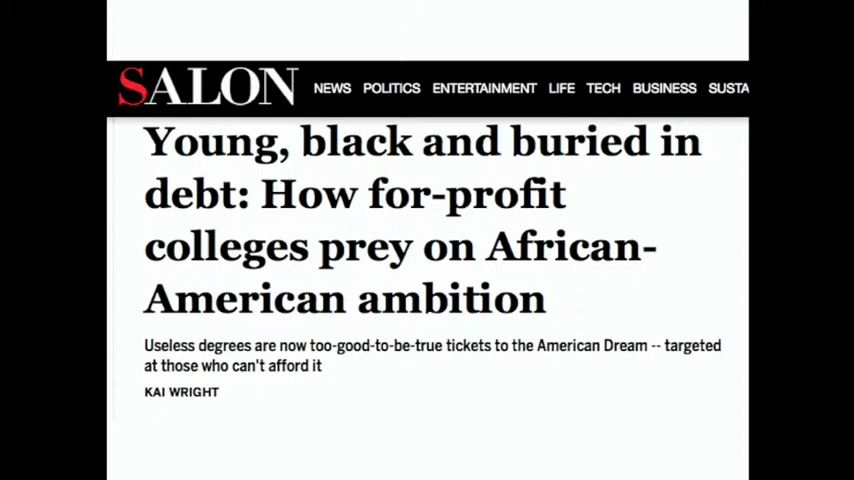 SALON NEWS POLITICS ENTERTAINMENT LIFE TECH BUSINESS SUSTA
Young, black and buried in
debt: How for-profit
colleges prey on African-
American ambition
Useless degrees are now too-good-to-be-true tickets to the American Dream -- targeted
at those who can't afford it
KAI WRIGHT